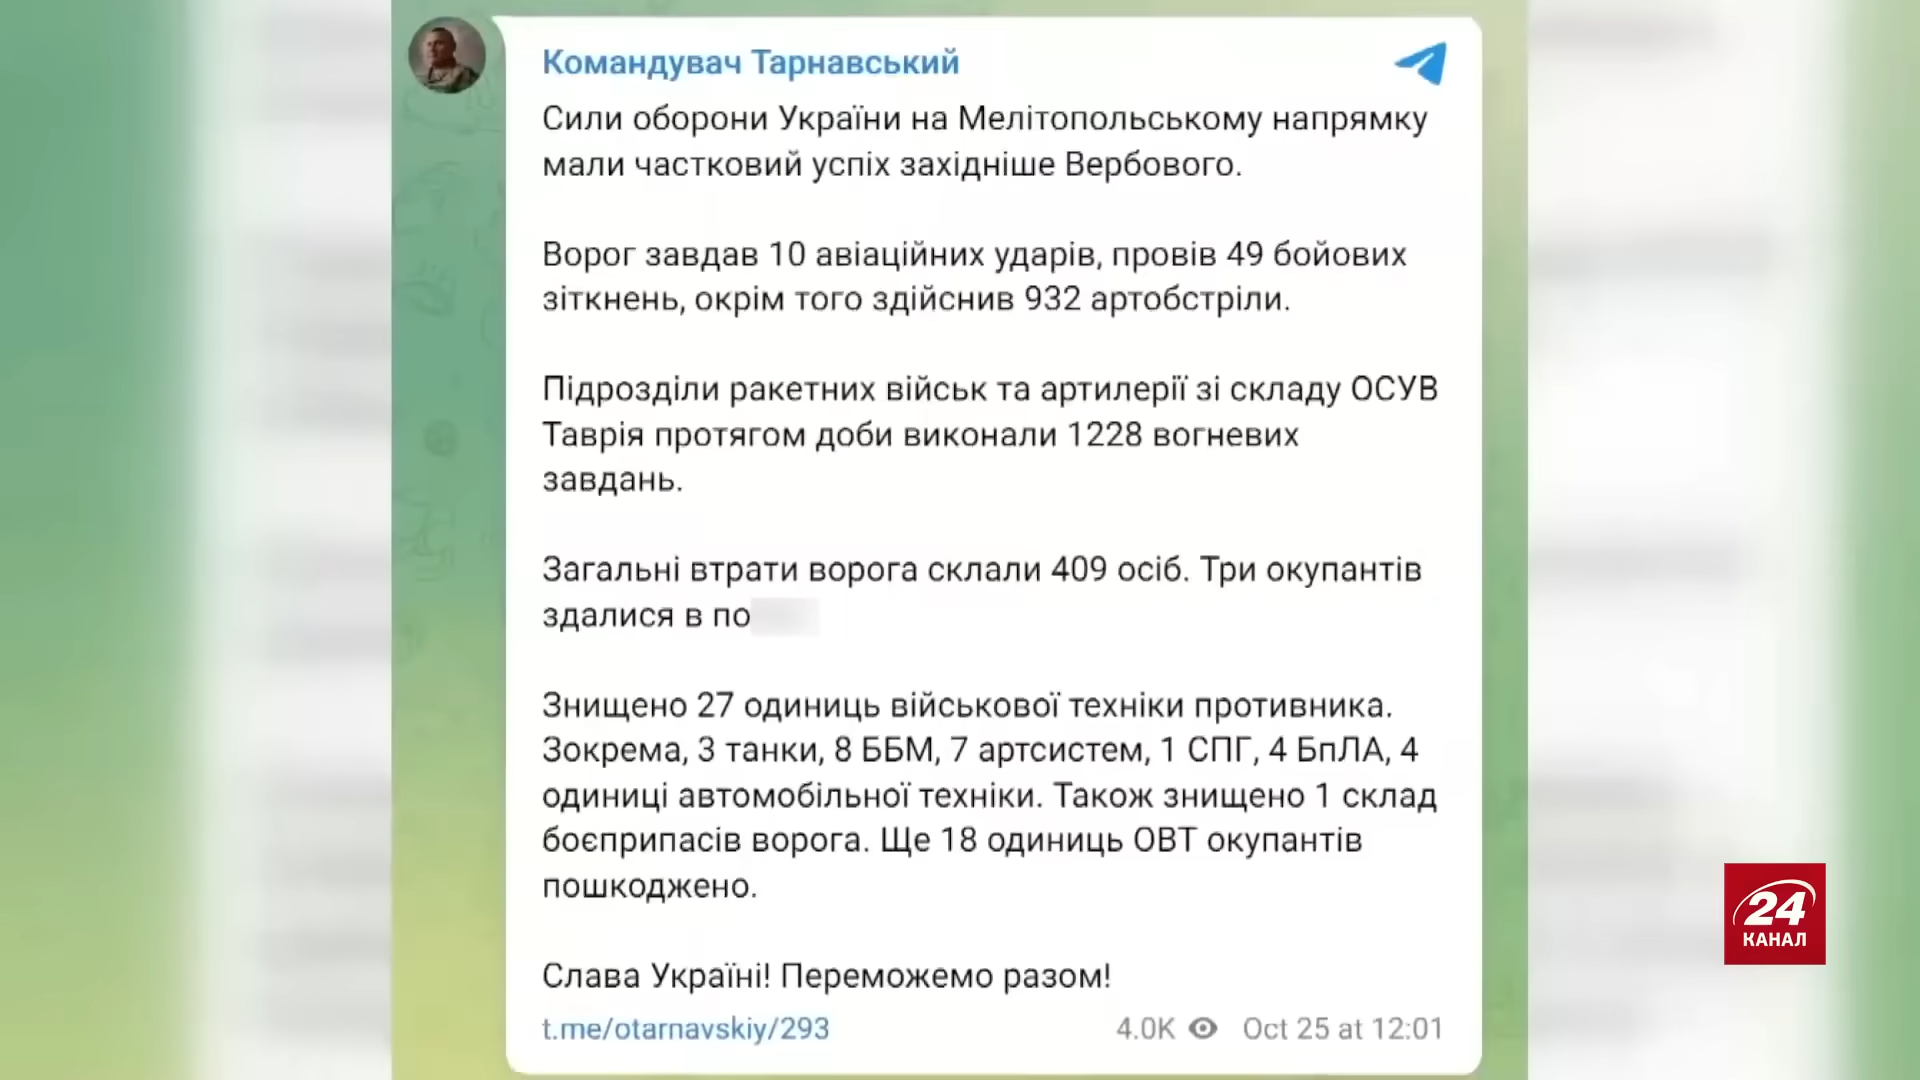 Командувач Тарнавський
Сили оборони України на Мелітопольському напрямку
мали частковий успіх західніше Вербового.
Ворог завдав 10 авіаційних ударів, провів 49 бойових
зіткнень, окрім того здійснив 932 артобстріли.
Підрозділи ракетних військ та артилерії зі складу ОСУВ
Таврія протягом доби виконали 1228 вогневих
завдань.
Загальні втрати ворога склали 409 осіб. Три окупантів
здалися в
Знищено 27 одиниць військової техніки противника.
Зокрема, 3 танки, 8 ББМ, 7 артсистем, 1 СПГ, 4 БпЛА, 4
одиниці автомобільної техніки. Також знищено 1 склад
боєприпасів ворога. Ще 18 одиниць ОВТ окупантів
пошкоджено.
Слава Україні! Переможемо разом!
t.me/otarnavskiy/293 4.0K Oct 25 at 12:01
24
КАНАЛ